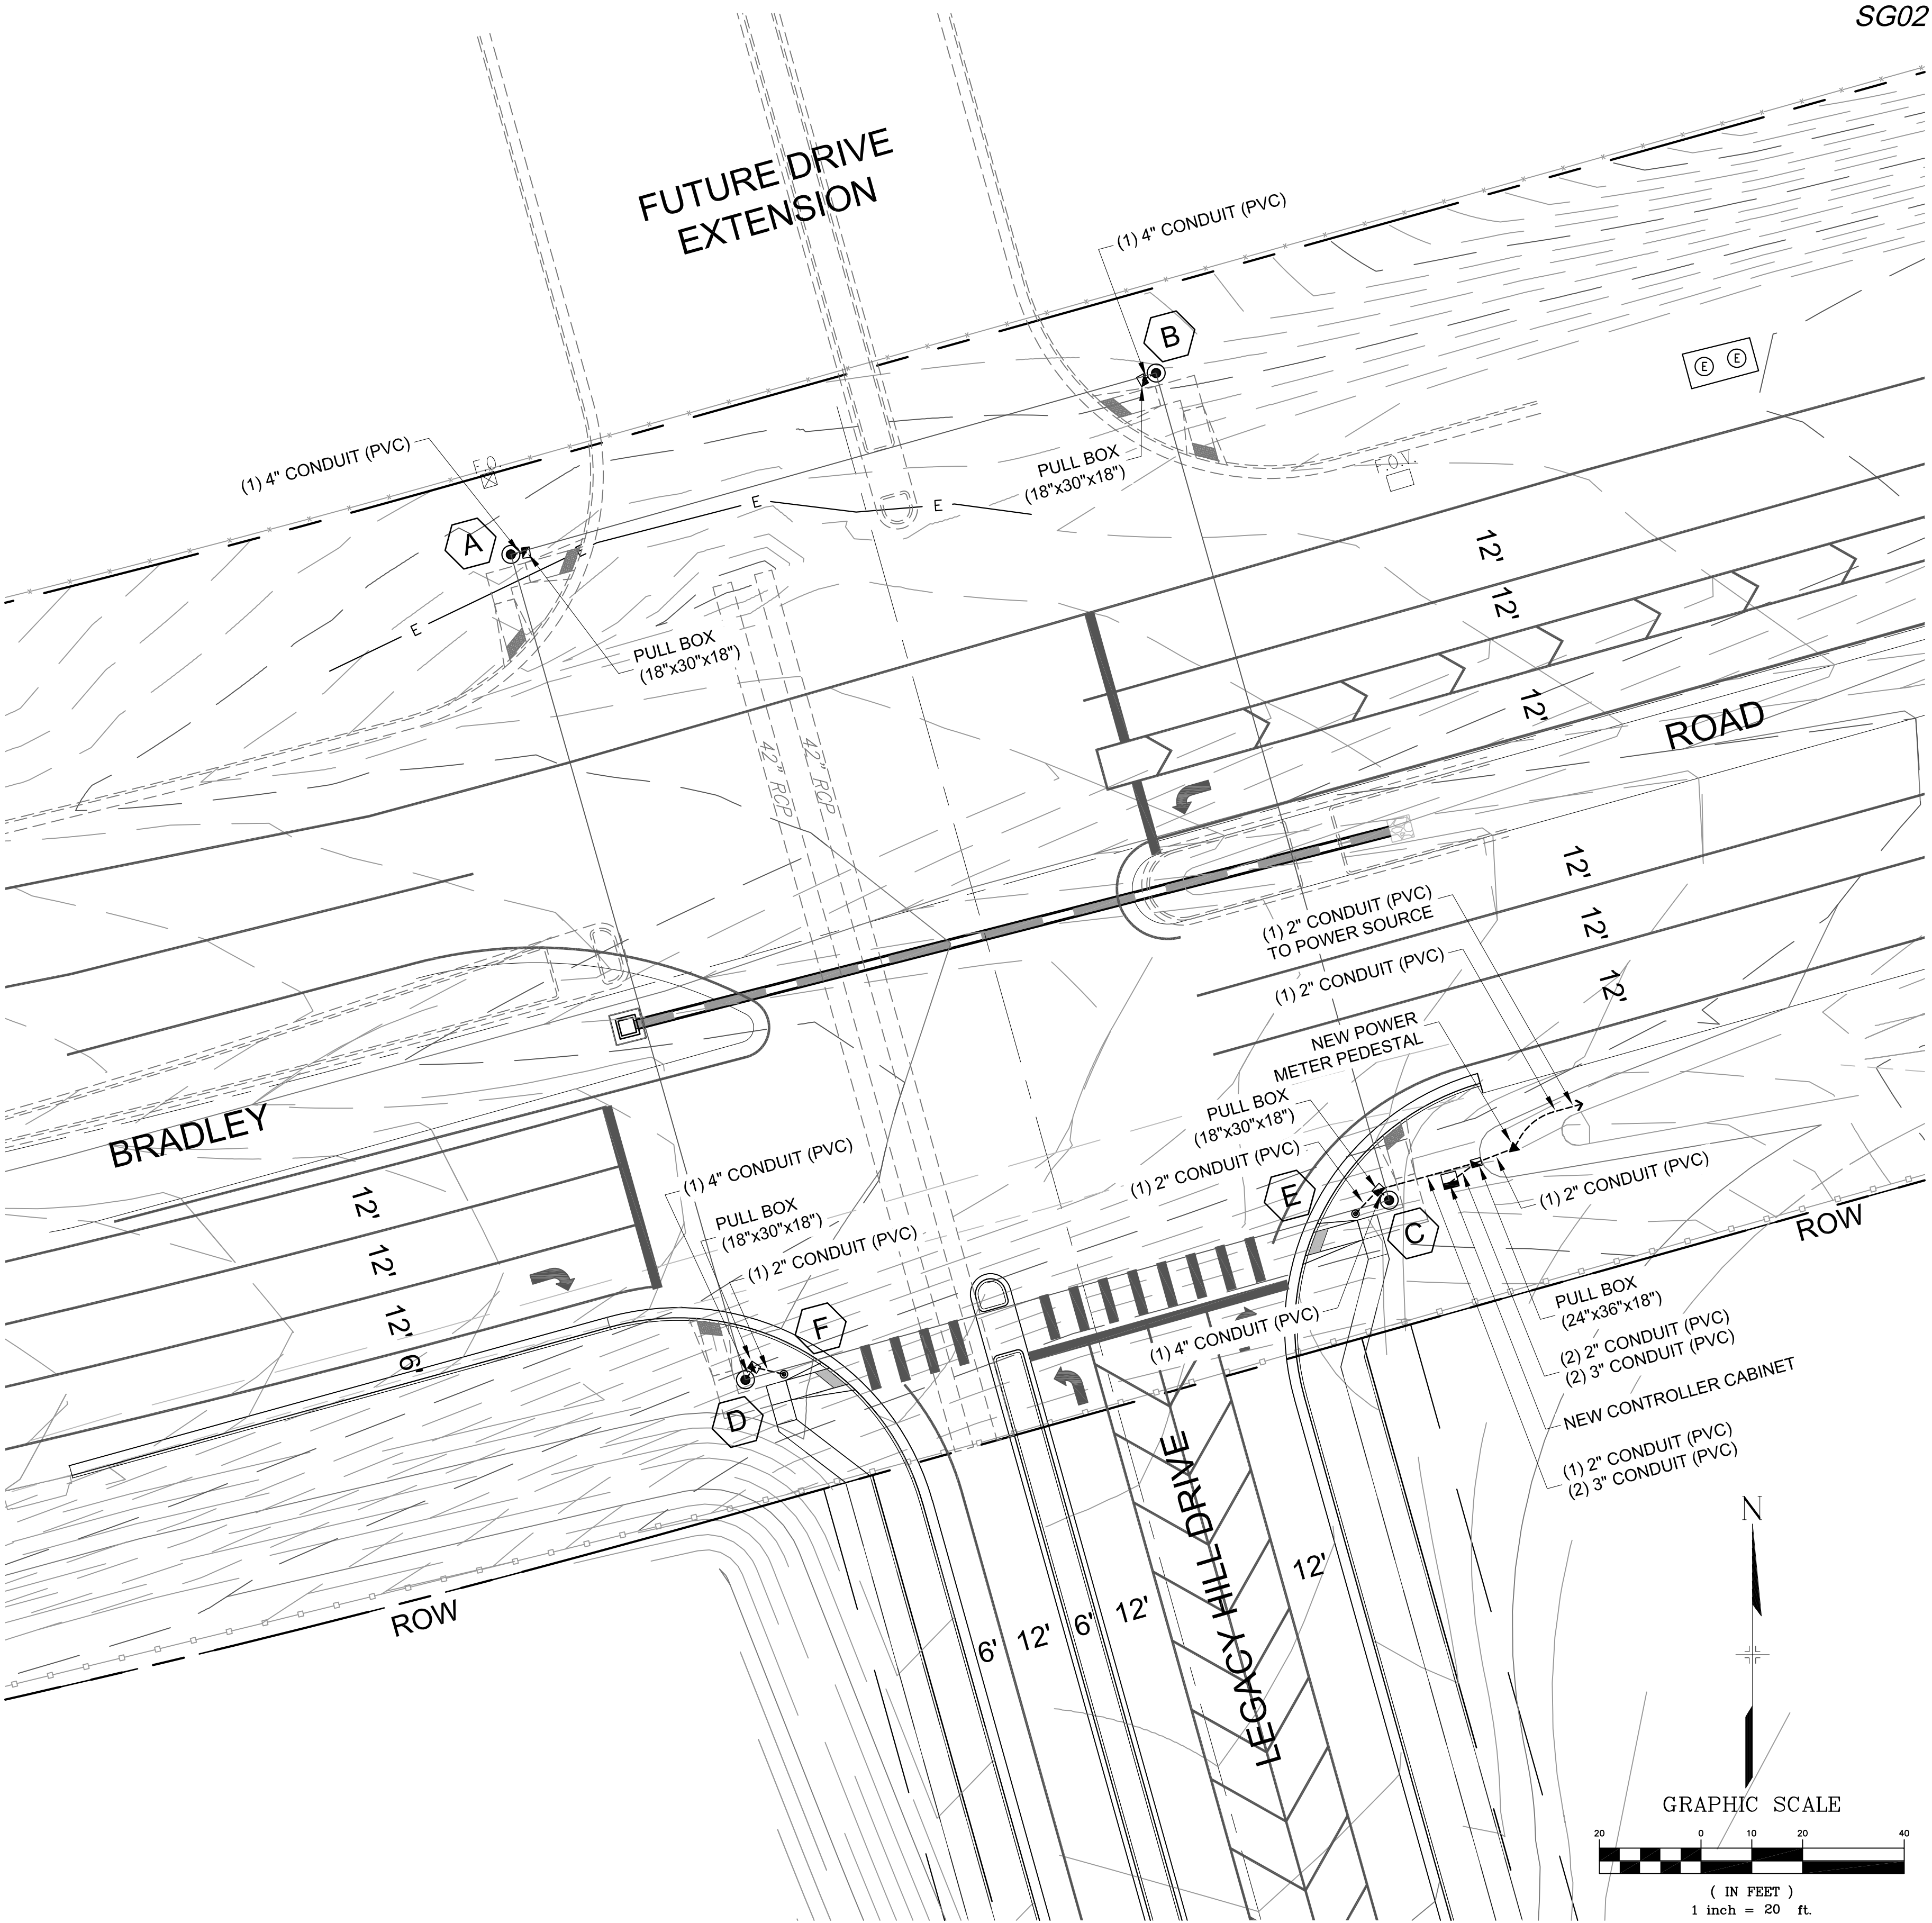 SG02
FUTURE DRIVE
EXTENSION
(1) 4" CONDUIT (PVC)
B
(1) 4" CONDUIT (PVC)
F.O.
A
E
E
E
E
E
PULL BOX
(18"x30"x18")
F.O.V.
PULL BOX
(18"x30"x18")
12'
12'
12'
ROAD
42" RCP
42" RCP
12'
12'
12'
(1) 2" CONDUIT (PVC)
TO POWER SOURCE
(1) 2" CONDUIT (PVC)
NEW POWER
METER PEDESTAL
PULL BOX
(18"x30"x18")
(1) 2" CONDUIT (PVC)
E
C
(1) 2" CONDUIT (PVC)
ROW
BRADLEY
12'
12'
12'
6'
(1) 4" CONDUIT (PVC)
PULL BOX
(18"x30"x18")
(1) 2" CONDUIT (PVC)
F
D
(1) 4" CONDUIT (PVC)
PULL BOX
(24"x36"x18")
(2) 2" CONDUIT (PVC)
(2) 3" CONDUIT (PVC)
NEW CONTROLLER CABINET
(1) 2" CONDUIT (PVC)
(2) 3" CONDUIT (PVC)
LEGACY HILL DRIVE
ROW
6'
12'
6'
12'
12'
N
GRAPHIC SCALE
20 0 10 20 40
( IN FEET )
1 inch = 20 ft.